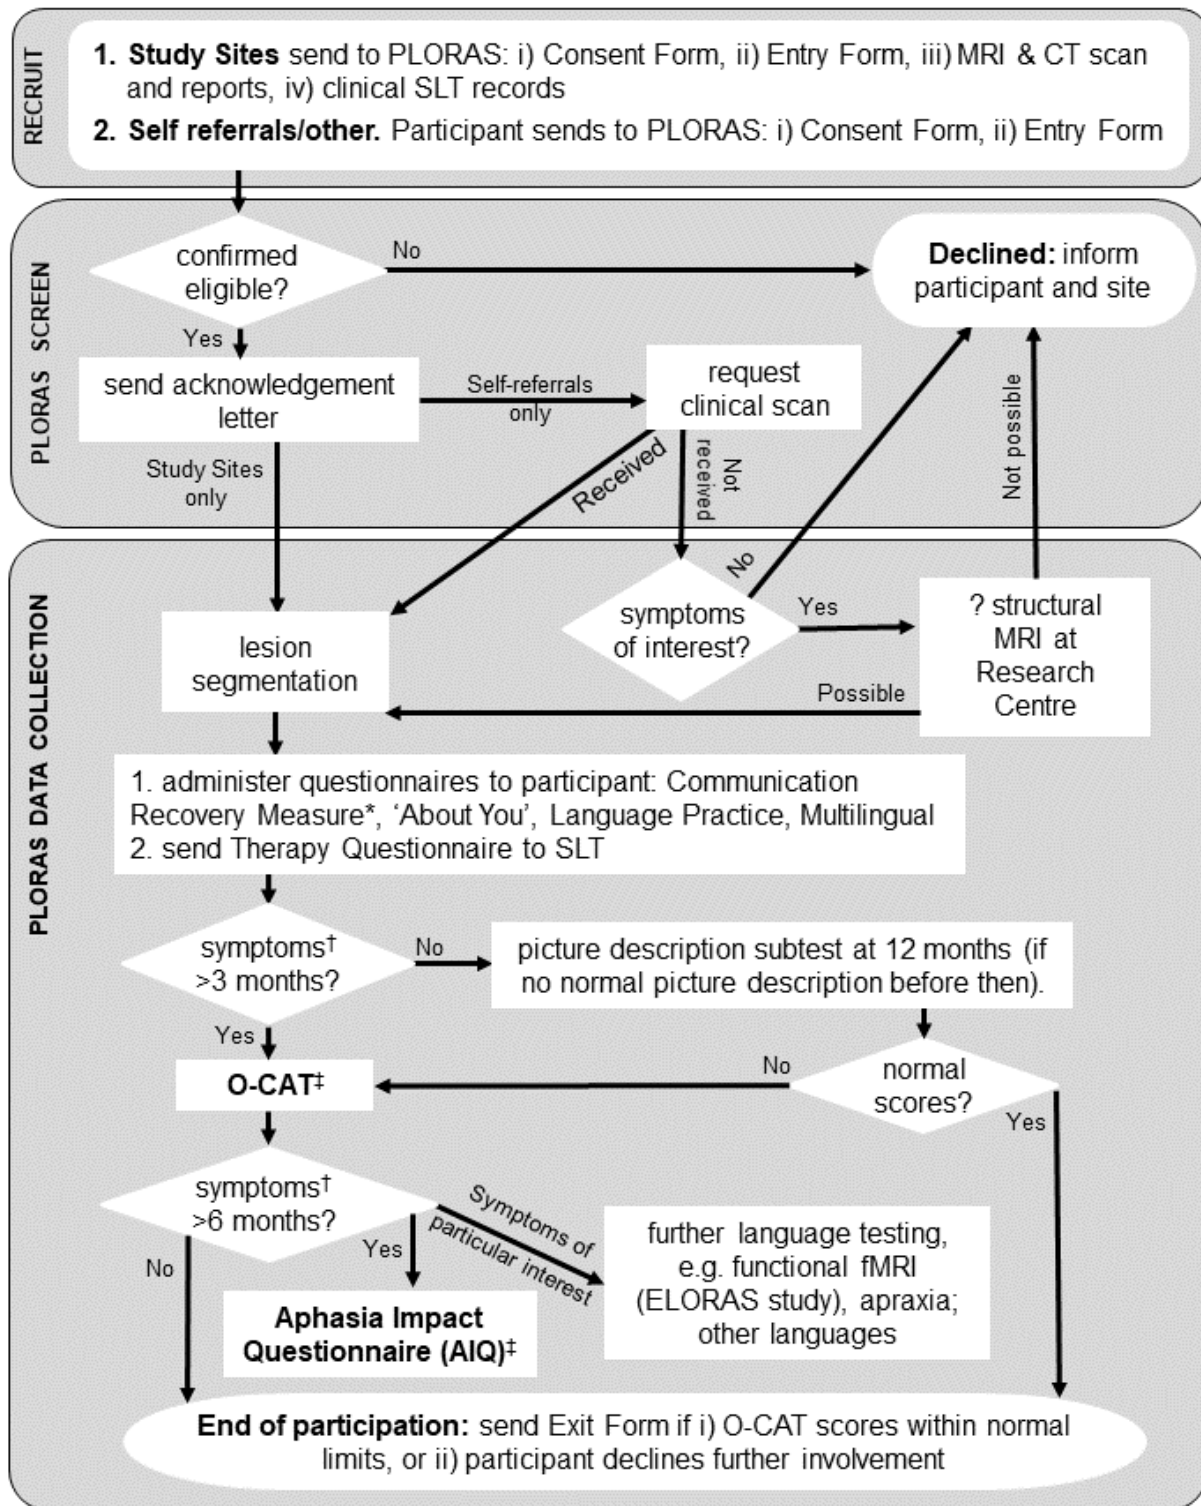 RECRUIT
1. Study Sites send to PLORAS: i) Consent Form, ii) Entry Form, iii) MRI & CT scan
and reports, iv) clinical SLT records
2. Self referrals/other. Participant sends to PLORAS: i) Consent Form, ii) Entry Form
PLORAS SCREEN
confirmed
eligible?
No
Declined: inform
participant and site
Yes
send acknowledgement
letter
Self-referrals
only
request
clinical scan
Study Sites
only
Received
Not
received
Not possible
PLORAS DATA COLLECTION
lesion
segmentation
symptoms
of interest?
No
Yes
? structural
MRI at
Research
Centre
Possible
1. administer questionnaires to participant: Communication
Recovery Measure*, ‘About You’, Language Practice, Multilingual
2. send Therapy Questionnaire to SLT
symptoms†
>3 months?
No
picture description subtest at 12 months (if
no normal picture description before then).
Yes
O-CAT‡
No
normal
scores?
Yes
symptoms†
>6 months?
No
Yes
Symptoms of
particular interest
Aphasia Impact
Questionnaire (AIQ)‡
further language testing,
e.g. functional fMRI
(ELORAS study), apraxia;
other languages
End of participation: send Exit Form if i) O-CAT scores within normal
limits, or ii) participant declines further involvement